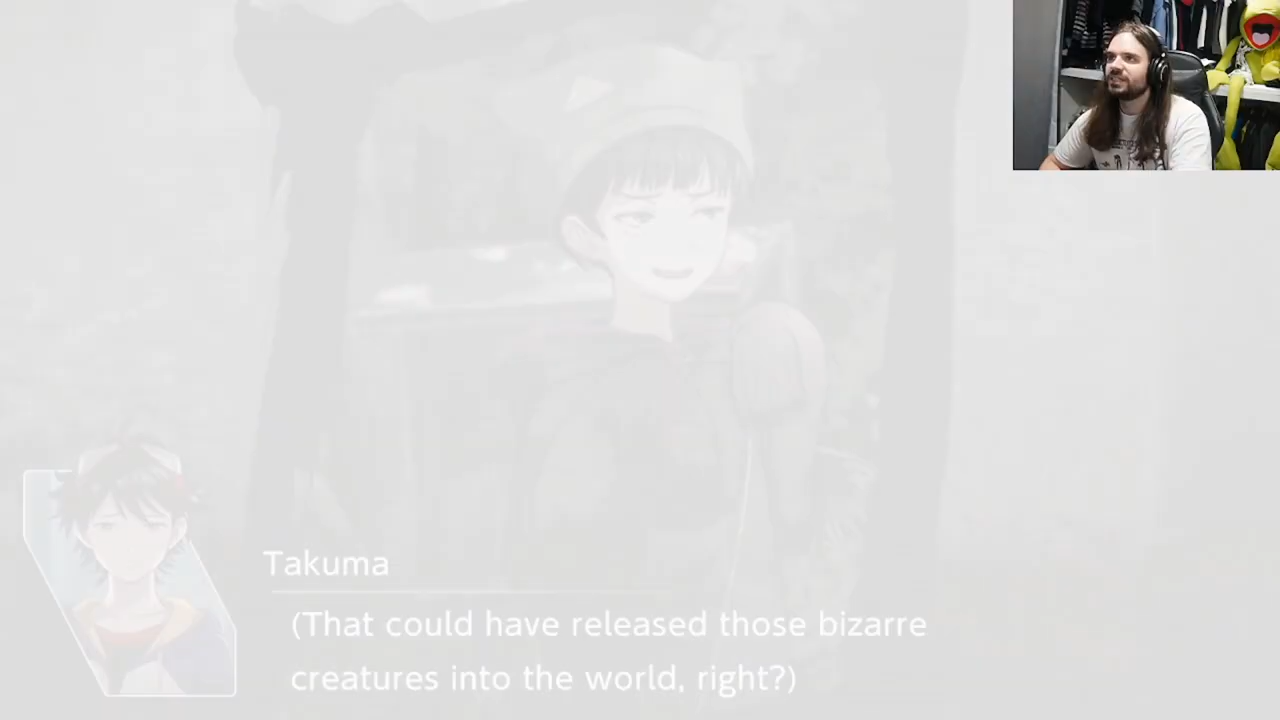 Takuma
(That could have released those bizarre
creatures into the world, right?)